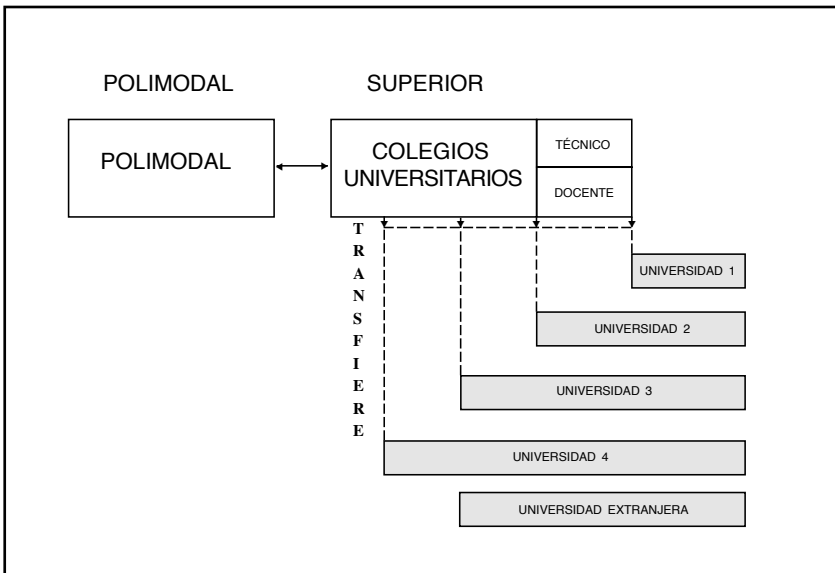 POLIMODAL
SUPERIOR
POLIMODAL
COLEGIOS
UNIVERSITARIOS
TÉCNICO
DOCENTE
T
R
A
N
S
F
I
E
R
E
UNIVERSIDAD 1
UNIVERSIDAD 2
UNIVERSIDAD 3
UNIVERSIDAD 4
UNIVERSIDAD EXTRANJERA